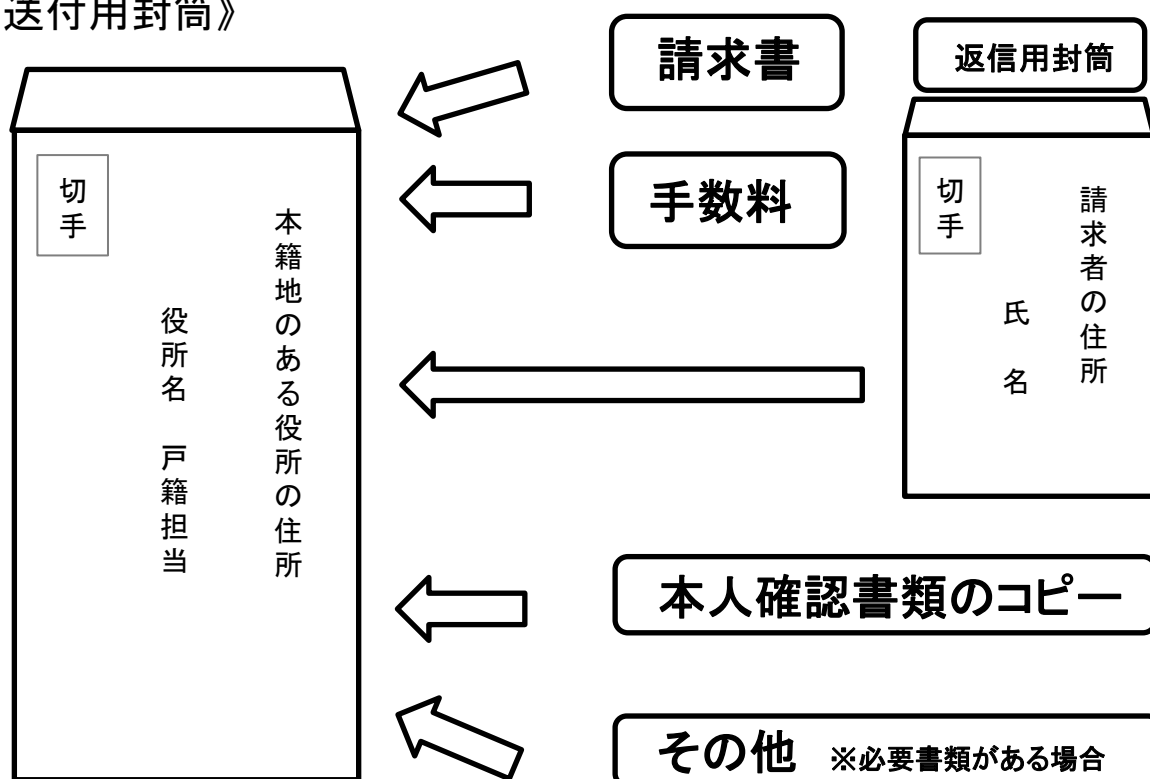 送付用封筒》
切手
本籍地のある役所の住所
役所名 戸籍担当
請求書
手数料
返信用封筒
切手
請求者の住所
氏 名
本人確認書類のコピー
その他 ※必要書類がある場合